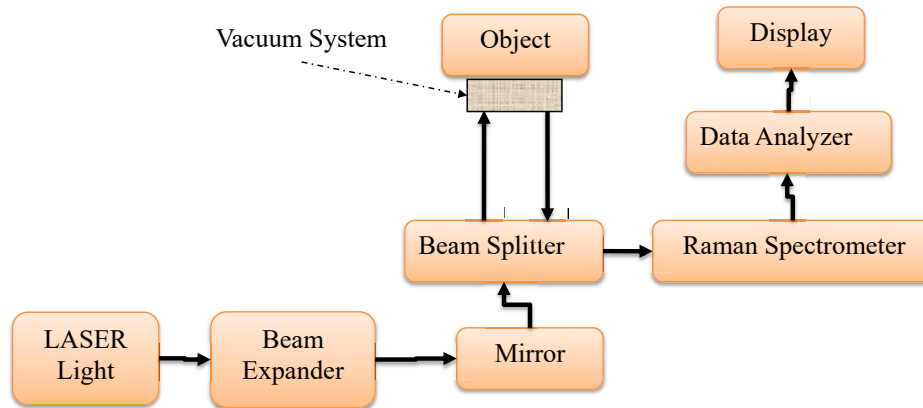 Vacuum System
Object
Display
Data Analyzer
Beam Splitter
Raman Spectrometer
LASER
Light
Beam
Expander
Mirror